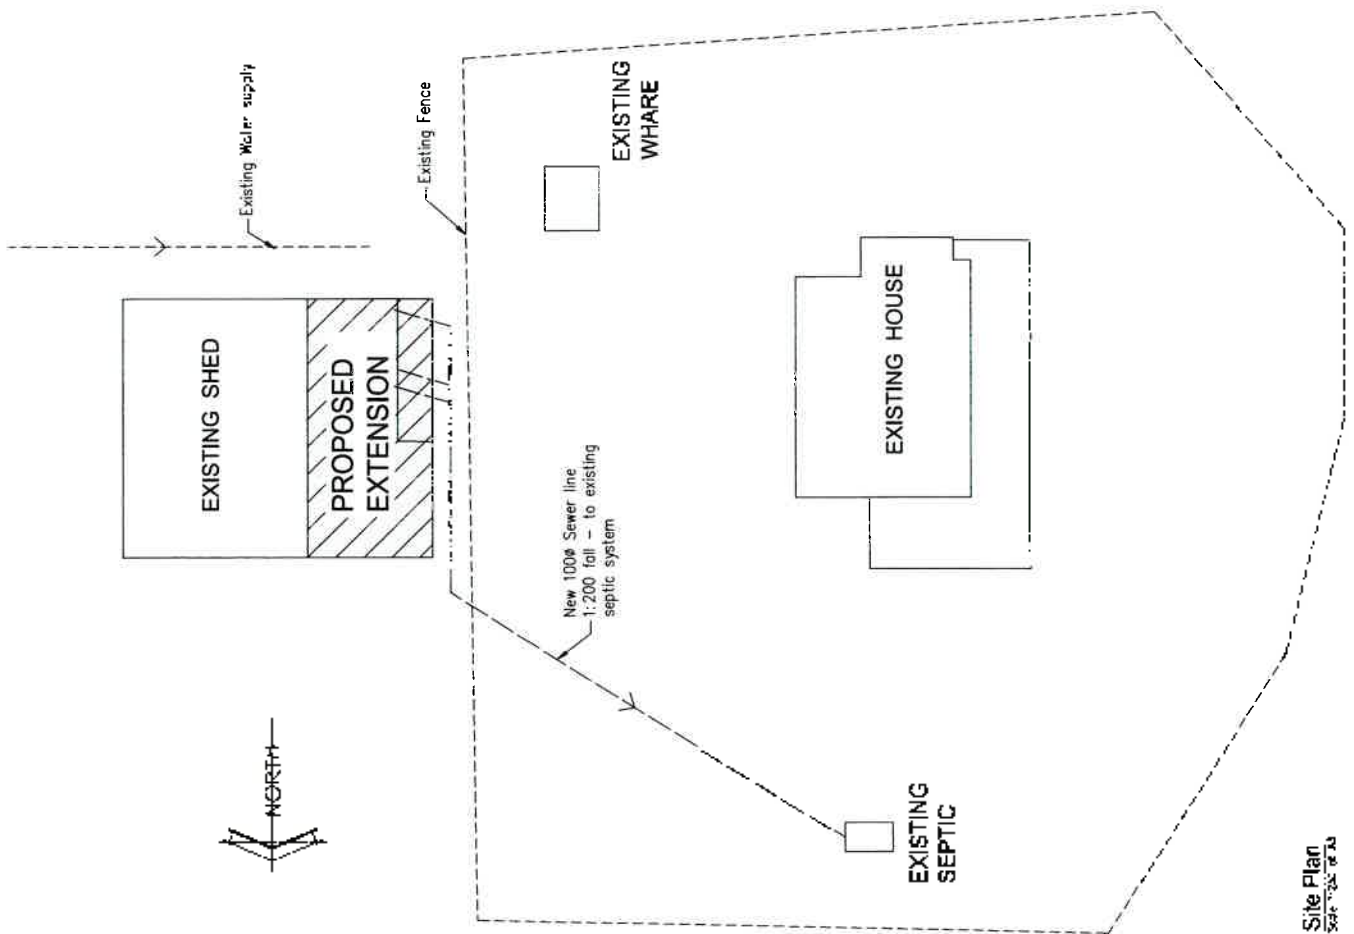 Existing Water supply
Existing Fence
EXISTING
WHARE
EXISTING SHED
PROPOSED
EXTENSION
EXISTING HOUSE
New 100ø Sewer line
1:200 fall - to existing
septic system
NORTH
EXISTING
SEPTIC
Site Plan
Scale